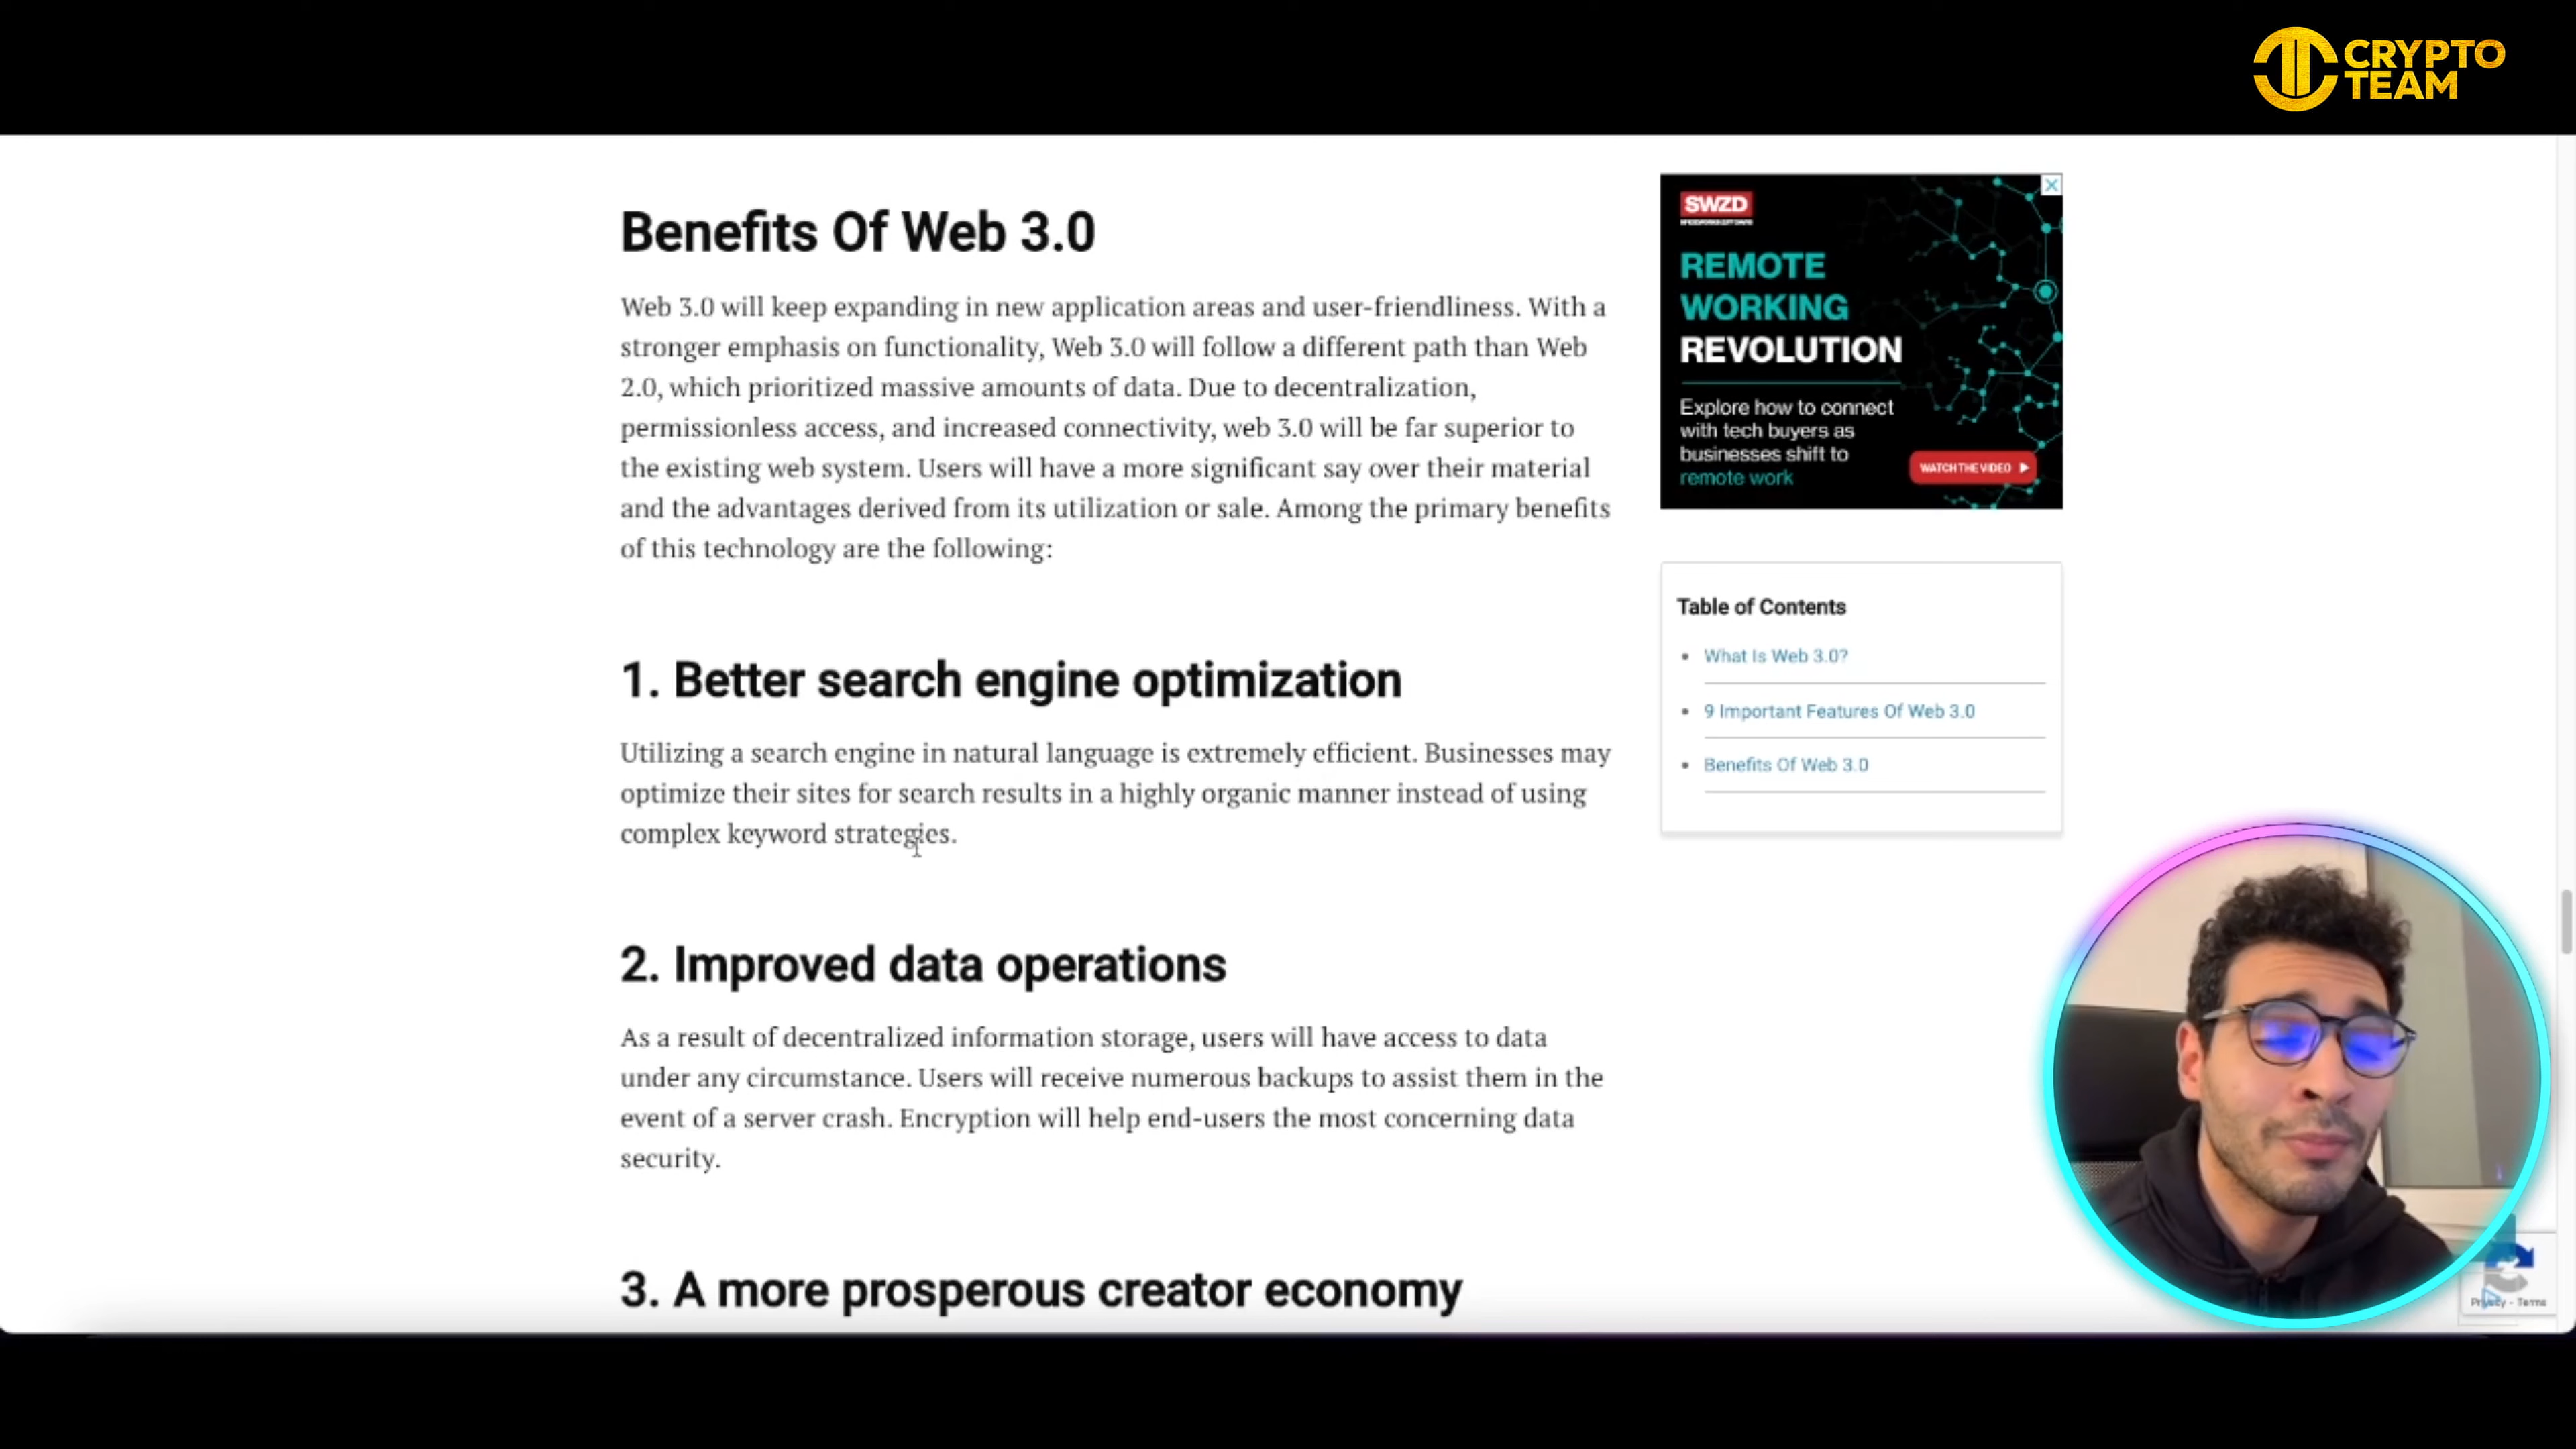 CRYPTO
TEAM
Benefits Of Web 3.0
Web 3.0 will keep expanding in new application areas and user-friendliness. With a
stronger emphasis on functionality, Web 3.0 will follow a different path than Web
2.0, which prioritized massive amounts of data. Due to decentralization,
permissionless access, and increased connectivity, web 3.0 will be far superior to
the existing web system. Users will have a more significant say over their material
and the advantages derived from its utilization or sale. Among the primary benefits
of this technology are the following:
1. Better search engine optimization
Utilizing a search engine in natural language is extremely efficient. Businesses may
optimize their sites for search results in a highly organic manner instead of using
complex keyword strategies.
2. Improved data operations
As a result of decentralized information storage, users will have access to data
under any circumstance. Users will receive numerous backups to assist them in the
event of a server crash. Encryption will help end-users the most concerning data
security.
3. A more prosperous creator economy
SWZD
REMOTE
WORKING
REVOLUTION
Explore how to connect
with tech buyers as
businesses shift to
remote work
WATCH THE VIDEO
Table of Contents
What Is Web 3.0?
9 Important Features Of Web 3.0
Benefits Of Web 3.0
Privacy - Terms